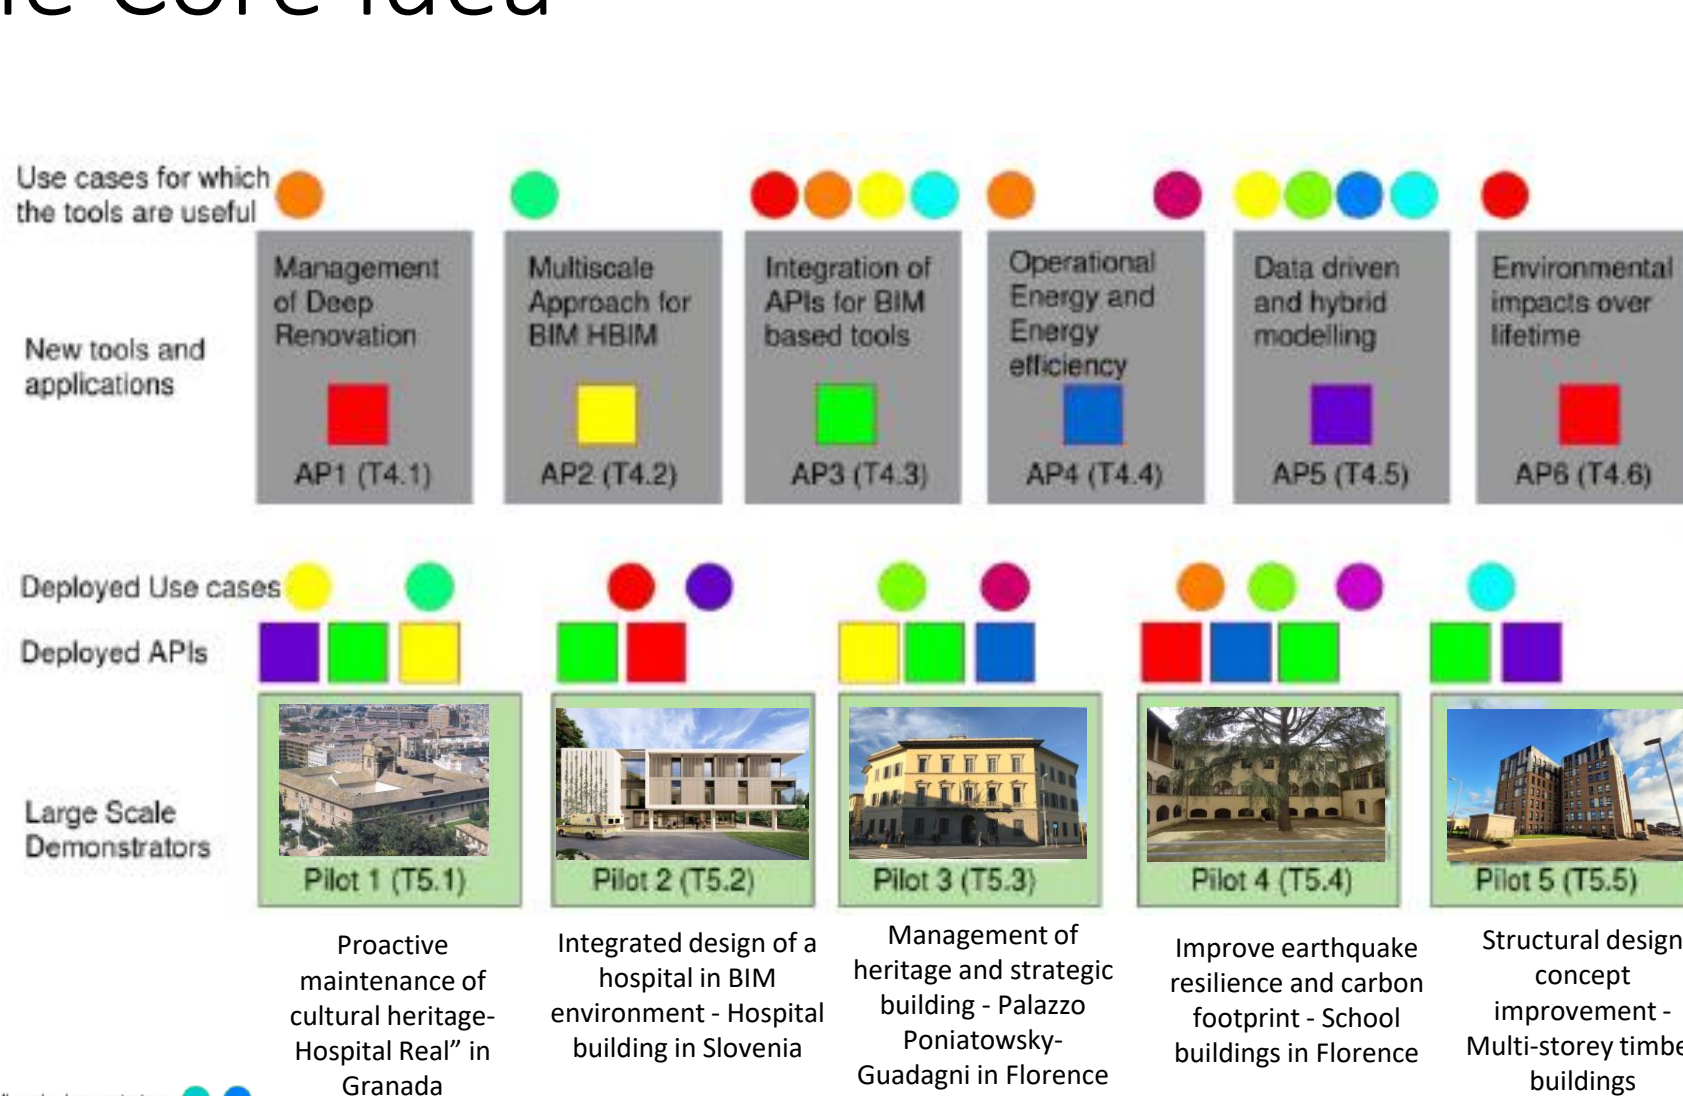 Core Idea
Use cases for which
the tools are useful
Management
of Deep
Renovation
AP1 (T4.1)
Multiscale
Approach for
BIM HBIM
AP2 (T4.2)
Integration of
APIs for BIM
based tools
AP3 (T4.3)
Operational
Energy and
Energy
efficiency
AP4 (T4.4)
Data driven
and hybrid
modelling
AP5 (T4.5)
Environmental
impacts over
lifetime
AP6 (T4.6)
New tools and
applications
Deployed Use cases
Deployed APIs
Large Scale
Demonstrators
Pilot 1 (T5.1)
Pilot 2 (T5.2)
Pilot 3 (T5.3)
Pilot 4 (T5.4)
Pilot 5 (T5.5)
Proactive
maintenance of
cultural heritage-
Hospital Real” in
Granada
Integrated design of a
hospital in BIM
environment - Hospital
building in Slovenia
Management of
heritage and strategic
building - Palazzo
Poniatowsky-
Guadagni in Florence
Improve earthquake
resilience and carbon
footprint - School
buildings in Florence
Structural design
concept
improvement -
Multi-storey
buildings